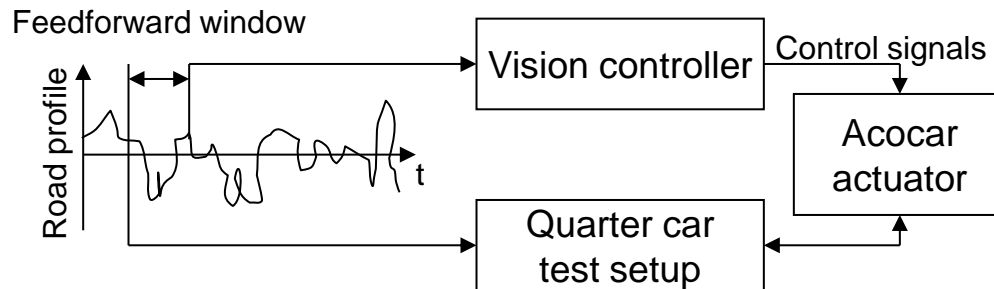 Feedforward window
Road profile
t
Vision controller
Control signals
Acocar
actuator
Quarter car
test setup